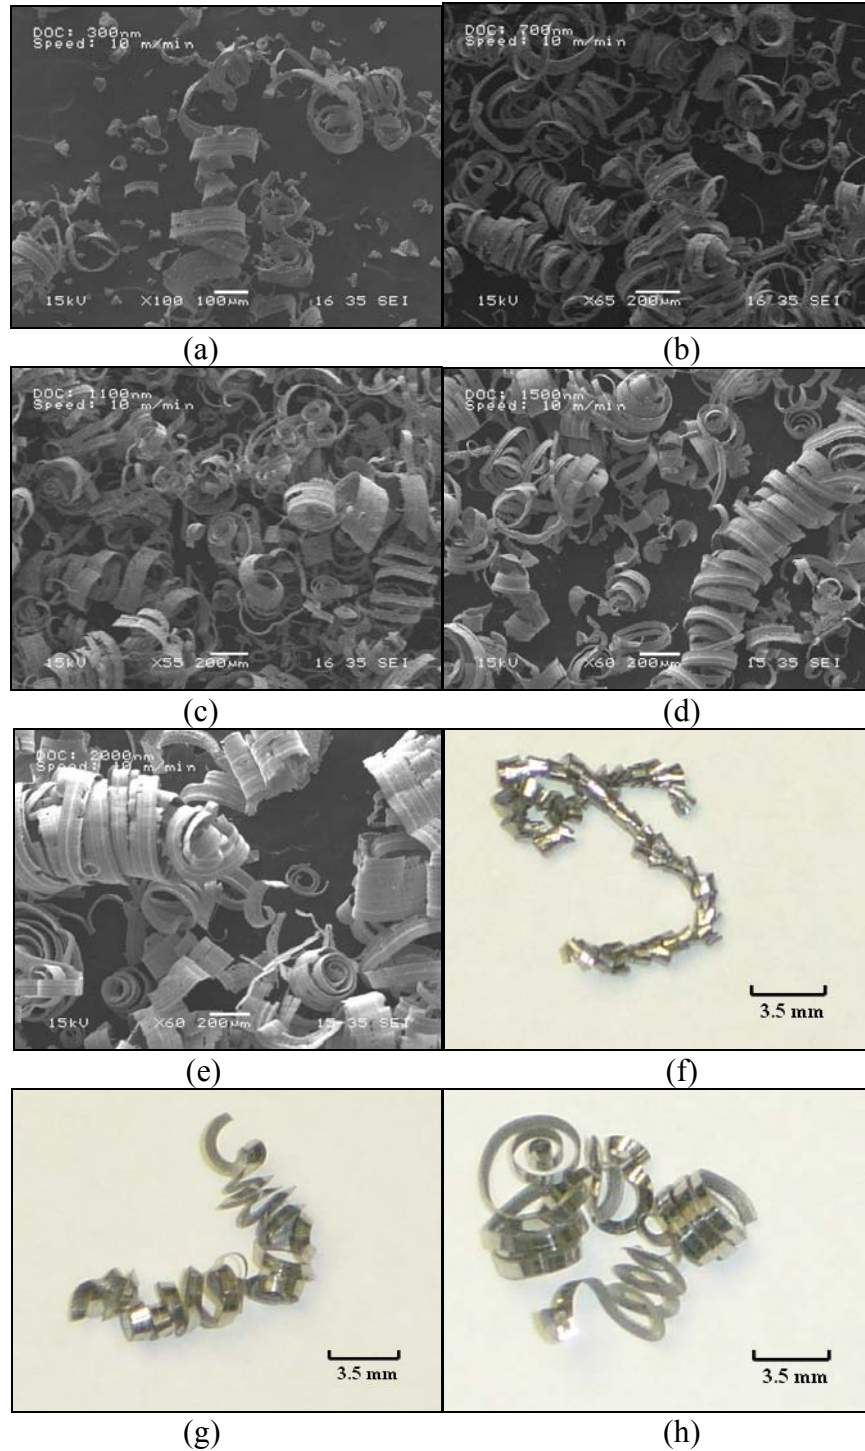 DOC: 300nm
Speed: 10 m/min
15kV X100 100µm 16 35 SEI
(a)
DOC: 700nm
Speed: 10 m/min
15kV X65 200µm 16 35 SEI
(b)
DOC: 1100nm
Speed: 10 m/min
15kV X55 200µm 16 35 SEI
(c)
DOC: 1500nm
Speed: 10 m/min
15kV X60 200µm 15 35 SEI
(d)
DOC: 2000nm
Speed: 10 m/min
15kV X60 200µm 15 35 SEI
(e)
3.5 mm
(f)
3.5 mm
(g)
3.5 mm
(h)